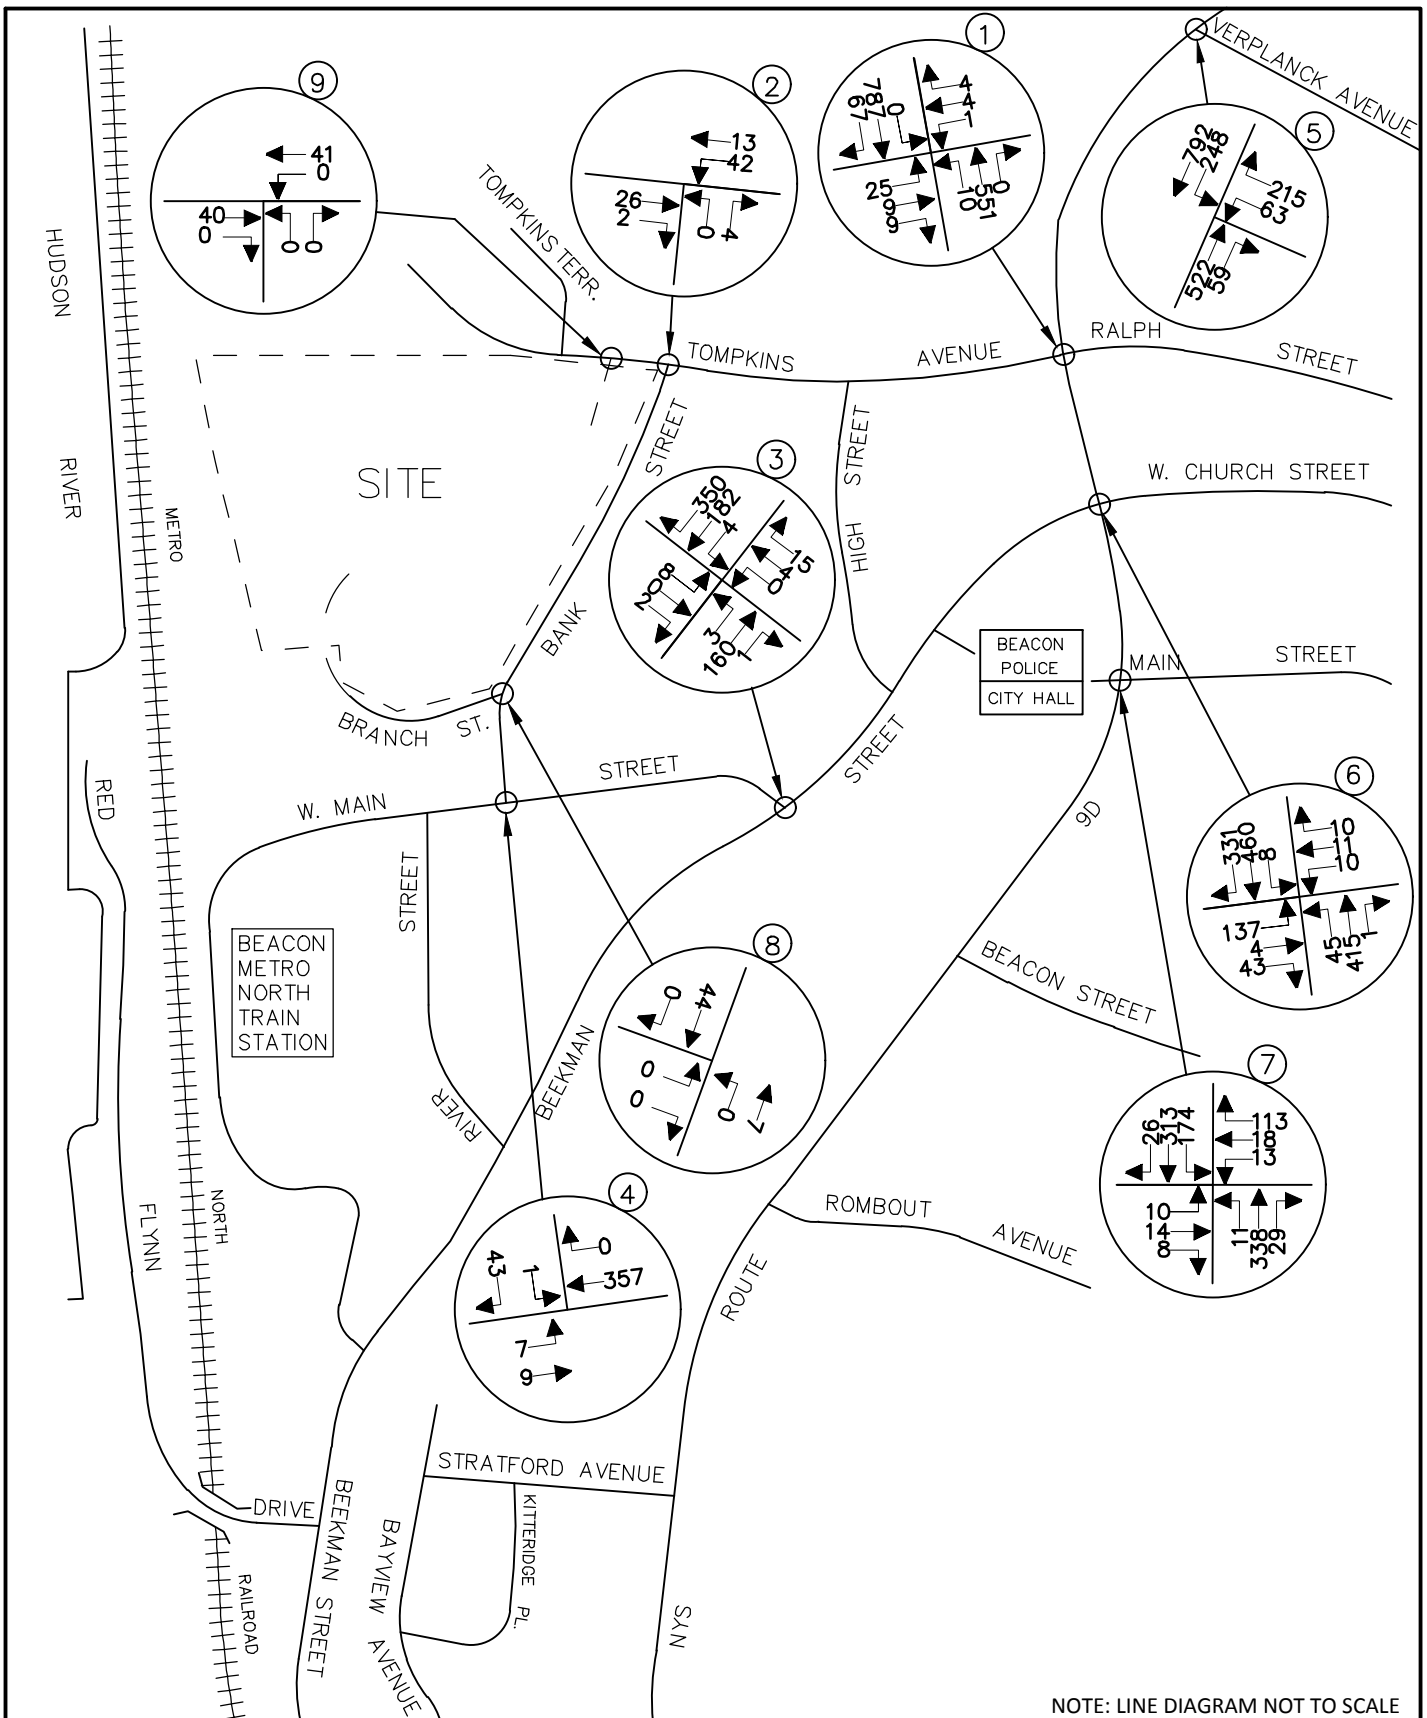 1
VERPLANCK AVENUE
9
2
5
4
4
1
67
787
0
25
9
9
10
551
0
792
248
215
63
522
59
41
0
40
0
0
0
13
42
26
2
0
4
TOMPKINS TERR.
HUDSON
RIVER
TOMPKINS
AVENUE
RALPH
STREET
SITE
METRO
STREET
BANK
3
350
182
4
15
4
0
8
0
2
3
160
1
STREET
HIGH
W. CHURCH STREET
BEACON
POLICE
CITY HALL
MAIN
STREET
BRANCH ST.
STREET
W. MAIN
STREET
RED
9D
6
331
460
8
10
11
10
137
4
43
45
415
1
STREET
BEACON
METRO
NORTH
TRAIN
STATION
8
0
44
0
0
0
7
BEACON STREET
BEEKMAN
RIVER
7
26
313
174
113
18
13
10
14
8
11
338
29
FLYNN
NORTH
4
43
1
0
357
7
9
ROMBOUT
AVENUE
ROUTE
STRATFORD AVENUE
DRIVE
BEEKMAN STREET
BAYVIEW AVENUE
KITTERIDGE PL.
RAILROAD
NYS
NOTE: LINE DIAGRAM NOT TO SCALE